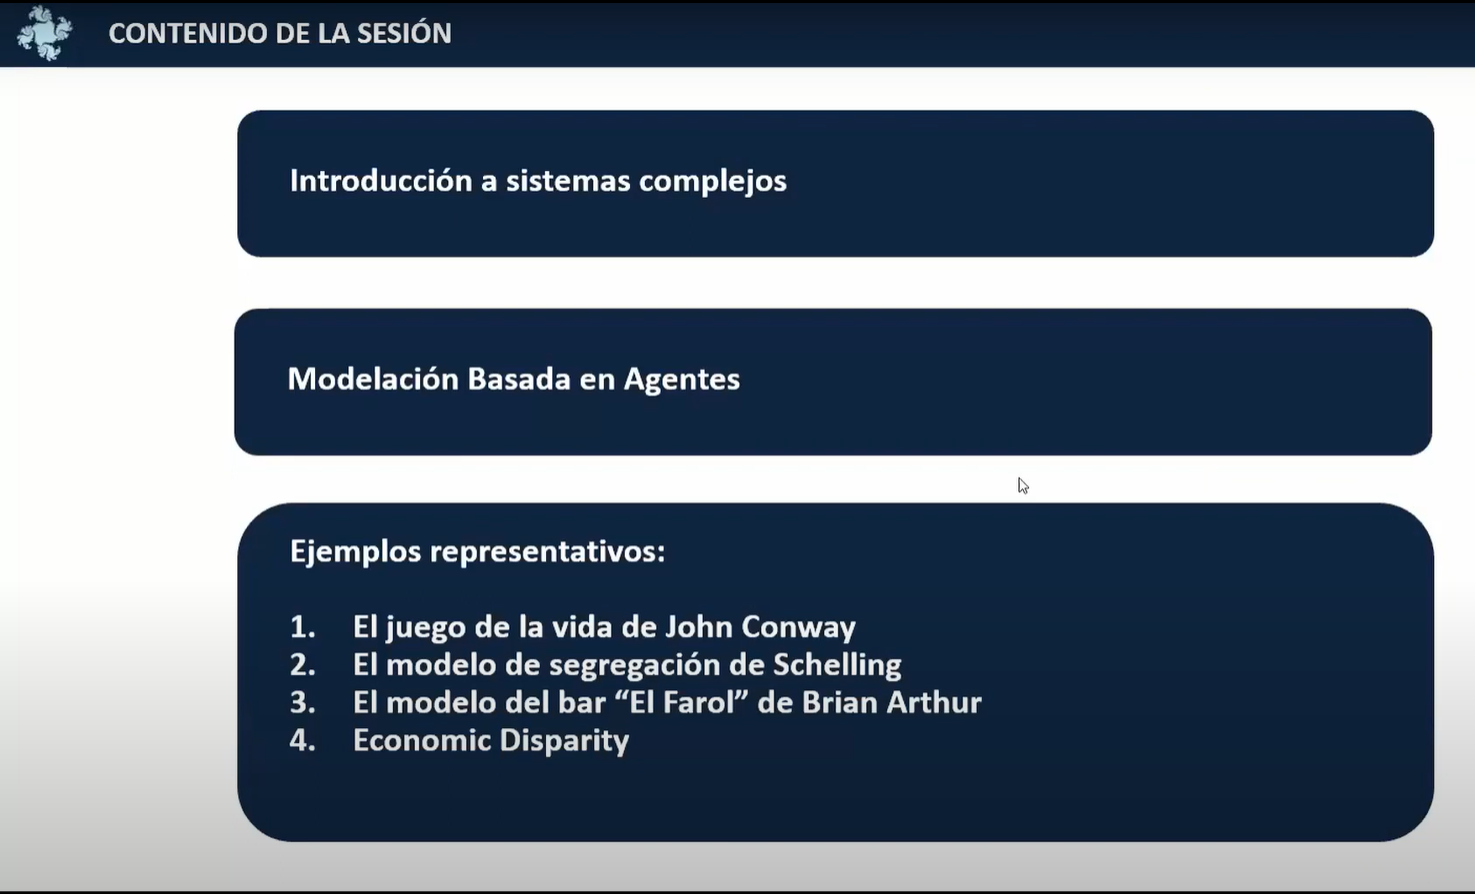 CONTENIDO DE LA SESIÓN
Introducción a sistemas complejos
Modelación Basada en Agentes
Ejemplos representativos:
1. El juego de la vida de John Conway
2. El modelo de segregación de Schelling
3. El modelo del bar “El Farol” de Brian Arthur
4. Economic Disparity